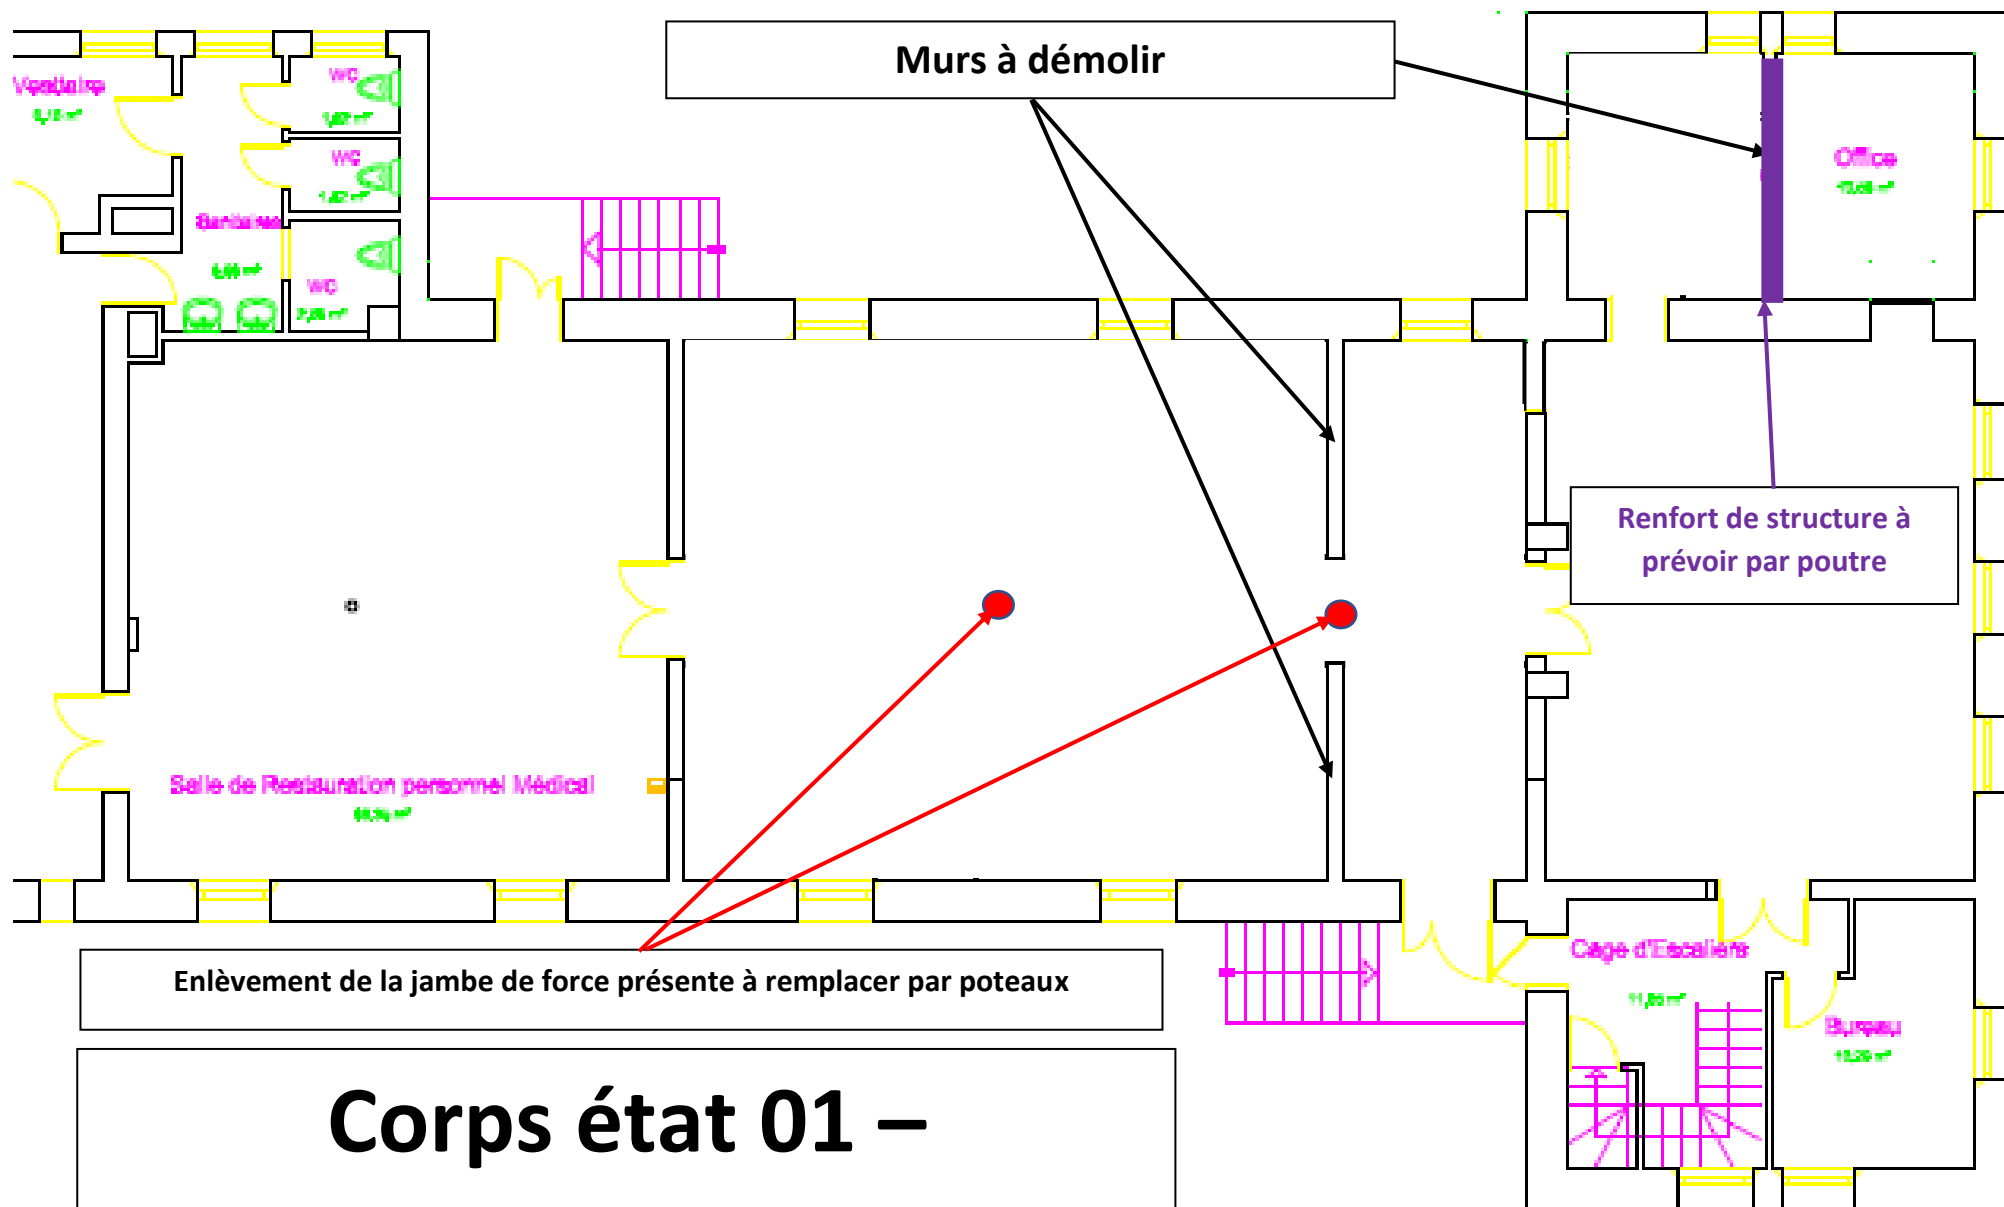 Murs à démolir
Vestiaire
WC
WC
Sanitaires
WC
Office
Renfort de structure à
prévoir par poutre
Salle de Restauration personnel Médical
Enlèvement de la jambe de force présente à remplacer par poteaux
Cage d'Escaliers
Bureau
Corps état 01 –